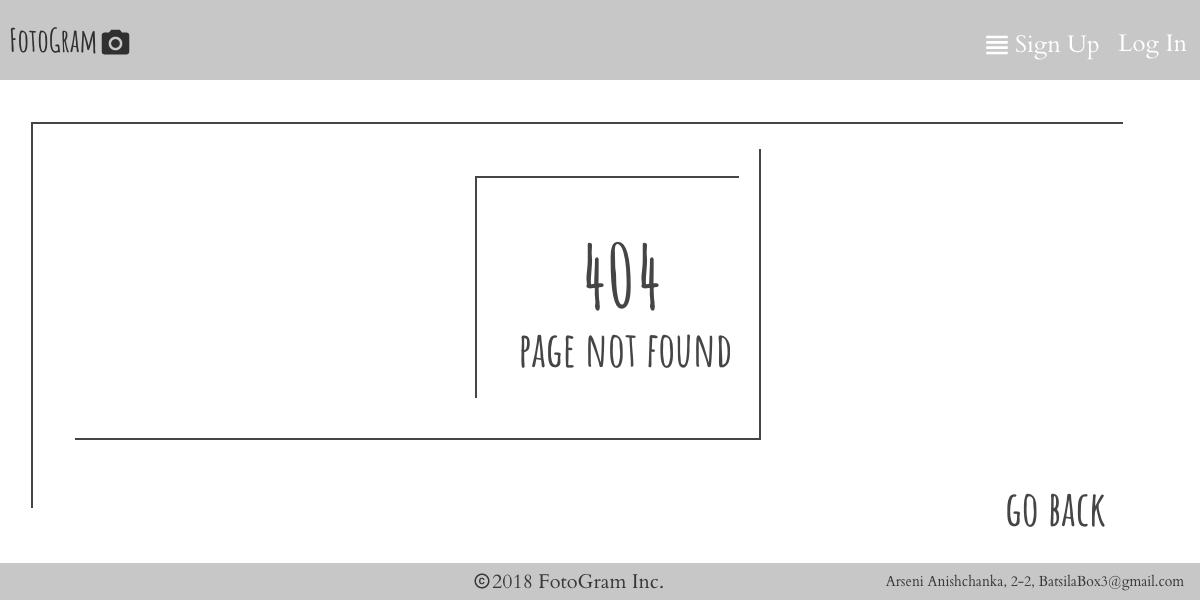 FotoGram
Sign Up Log In
404
PAGE NOT FOUND
GO BACK
©2018 FotoGram Inc.
Arseni Anishchanka, 2-2, BatsilaBox3@gmail.com